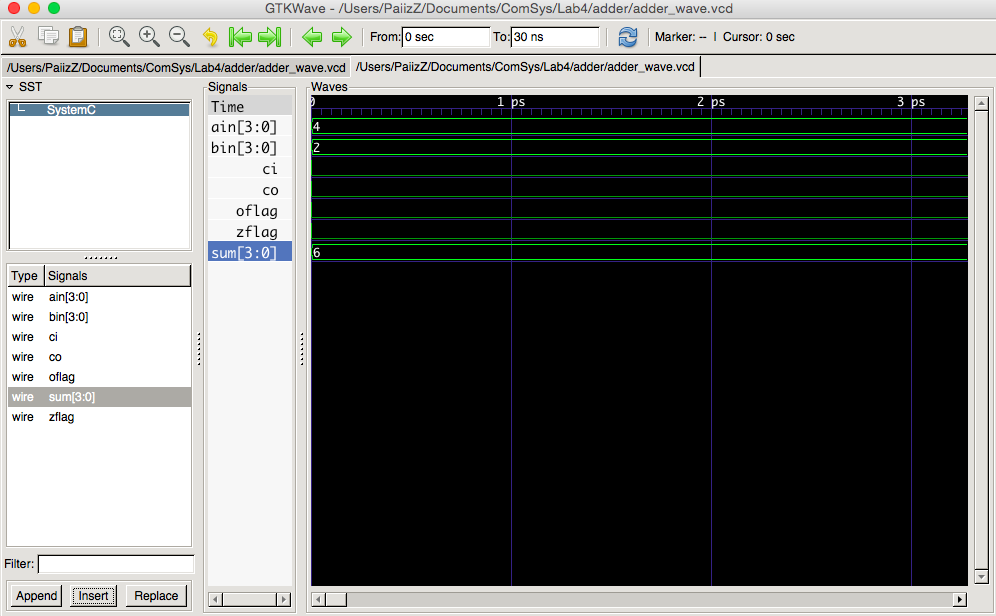 GTKWave - /Users/PaiizZ/Documents/ComSys/Lab4/adder/adder_wave.vcd
From: 0 sec To: 30 ns Marker: -- | Cursor: 0 sec
/Users/PaiizZ/Documents/ComSys/Lab4/adder/adder_wave.vcd /Users/PaiizZ/Documents/ComSys/Lab4/adder/adder_wave.vcd
SST
SystemC
Type Signals
wire ain[3:0]
wire bin[3:0]
wire ci
wire co
wire oflag
wire sum[3:0]
wire zflag
Filter:
Append Insert Replace
Signals
Time
ain[3:0]
bin[3:0]
ci
co
oflag
zflag
sum[3:0]
Waves
0 1 ps 2 ps 3 ps
4
2
6